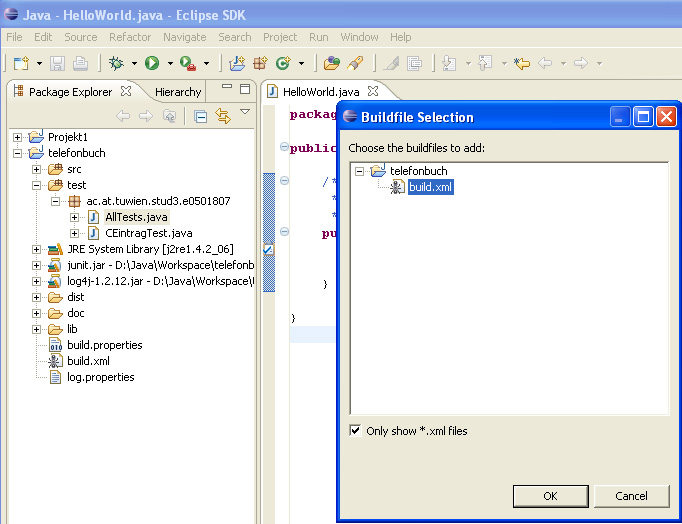 Java - HelloWorld.java - Eclipse SDK
File Edit Source Refactor Navigate Search Project Run Window Help
Package Explorer Hierarchy
Projekt1
telefonbuch
src
test
ac.at.tuwien.stud3.e0501807
AllTests.java
CEintragTest.java
JRE System Library [j2re1.4.2_06]
junit.jar - D:\Java\Workspace\telefonb
log4j-1.2.12.jar - D:\Java\Workspace\t
dist
doc
lib
build.properties
build.xml
log.properties
HelloWorld.java
packag
public
/*
*
*
pu
}
}
Buildfile Selection
Choose the buildfiles to add:
telefonbuch
build.xml
Only show *.xml files
OK Cancel